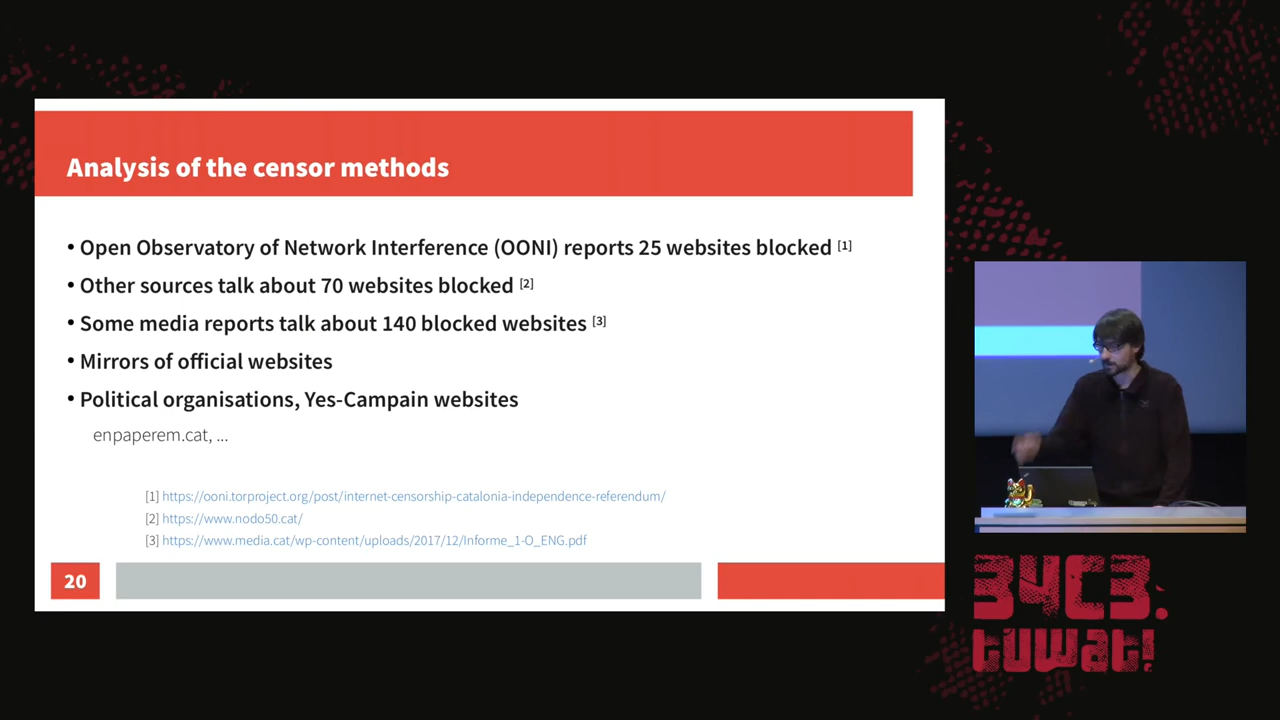 Analysis of the censor methods
• Open Observatory of Network Interference (OONI) reports 25 websites blocked [1]
• Other sources talk about 70 websites blocked [2]
• Some media reports talk about 140 blocked websites [3]
• Mirrors of official websites
• Political organisations, Yes-Campain websites
enpaperem.cat, ...
[1] https://ooni.torproject.org/post/internet-censorship-catalonia-independence-referendum/
[2] https://www.nodo50.cat/
[3] https://www.media.cat/wp-content/uploads/2017/12/Informe_1-O_ENG.pdf
20
34C3.
tuwat!